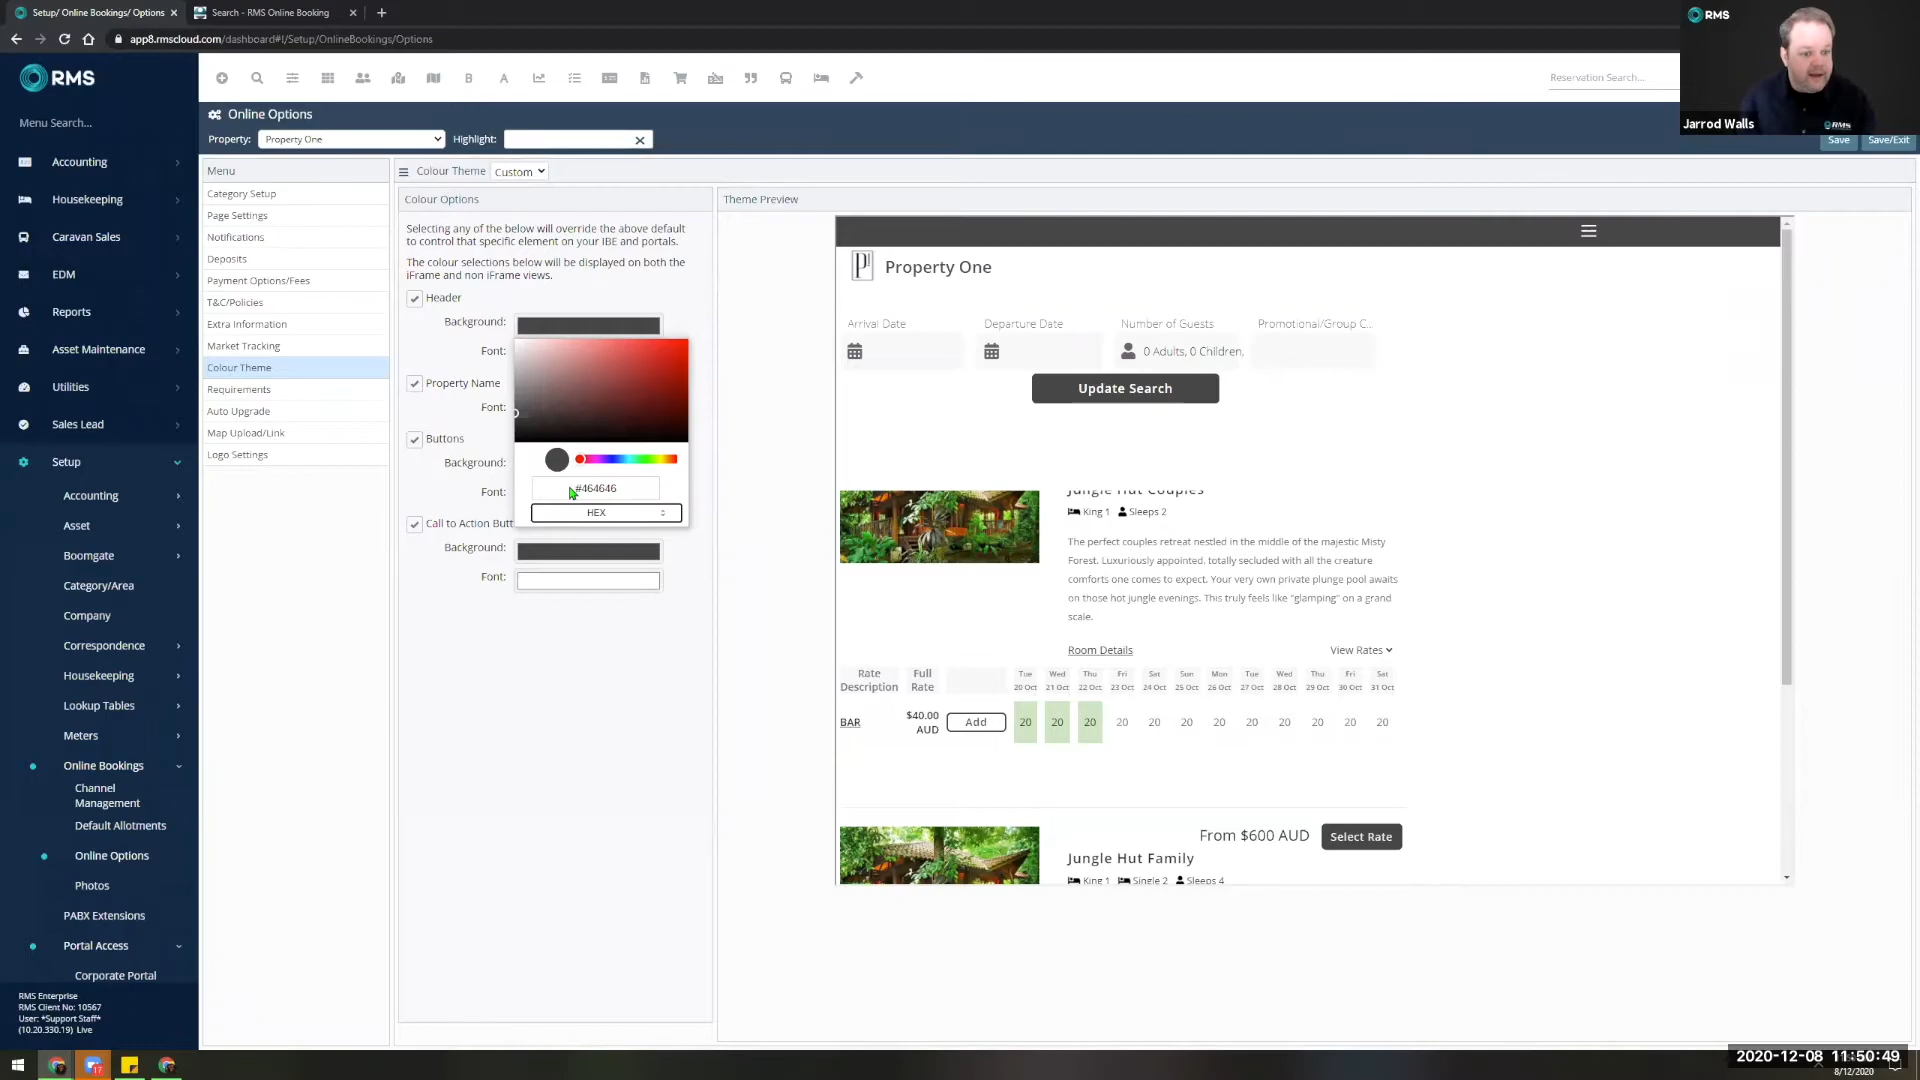 Setup/ Online Bookings/ Options
Search - RMS Online Booking
app8.rmscloud.com/dashboard#!/Setup/OnlineBookings/Options
RMS
Menu Search...
Accounting
Housekeeping
Caravan Sales
EDM
Reports
Asset Maintenance
Utilities
Sales Lead
Setup
Accounting
Asset
Boomgate
Category/Area
Company
Correspondence
Housekeeping
Lookup Tables
Meters
Online Bookings
Channel
Management
Default Allotments
Online Options
Photos
PABX Extensions
Portal Access
Corporate Portal
RMS Enterprise
RMS Client No: 10567
User: *Support Staff*
(10.20.330.19) Live
B
A
Reservation Search...
Online Options
Property: Property One
Highlight:
Save
Save/Exit
RMS
Jarrod Walls
RMS
Menu
Category Setup
Page Settings
Notifications
Deposits
Payment Options/Fees
T&C/Policies
Extra Information
Market Tracking
Colour Theme
Requirements
Auto Upgrade
Map Upload/Link
Logo Settings
Colour Theme Custom
Colour Options
Selecting any of the below will override the above default
to control that specific element on your IBE and portals.
The colour selections below will be displayed on both the
iFrame and non iFrame views.
Header
Background:
Font:
Property Name
Font:
Buttons
Background:
Font:
#464646
HEX
Call to Action Butt
Background:
Font:
Theme Preview
Property One
Arrival Date
Departure Date
Number of Guests
Promotional/Group C...
0 Adults, 0 Children,
Update Search
Jungle Hut Couples
King 1 Sleeps 2
The perfect couples retreat nestled in the middle of the majestic Misty
Forest. Luxuriously appointed, totally secluded with all the creature
comforts one comes to expect. Your very own private plunge pool awaits
on those hot jungle evenings. This truly feels like "glamping" on a grand
scale.
Room Details
View Rates
Rate Description Full Rate
Tue 20 Oct Wed 21 Oct Thu 22 Oct Fri 23 Oct Sat 24 Oct Sun 25 Oct Mon 26 Oct Tue 27 Oct Wed 28 Oct Thu 29 Oct Fri 30 Oct Sat 31 Oct
BAR $40.00 AUD Add 20 20 20 20 20 20 20 20 20 20 20 20
From $600 AUD Select Rate
Jungle Hut Family
King 1 Single 2 Sleeps 4
17
2020-12-08 11:50:49
8/12/2020